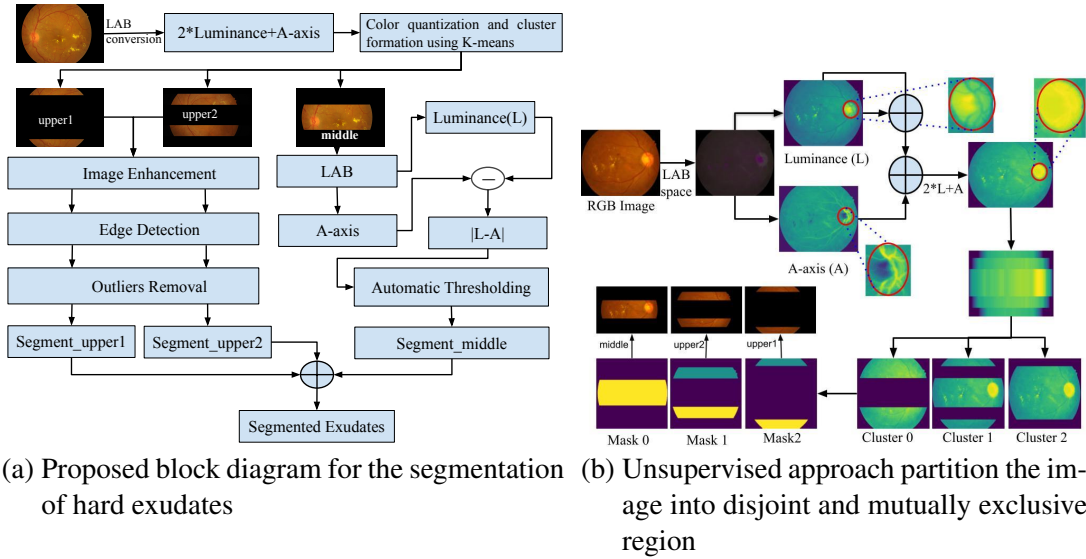 LAB
conversion
2*Luminance+A-axis
Color quantization and cluster
formation using K-means
upper1
upper2
middle
Luminance(L)
Image Enhancement
LAB
−
Edge Detection
A-axis
|L-A|
Outliers Removal
Automatic Thresholding
Segment_upper1
Segment_upper2
Segment_middle
Segmented Exudates
(a) Proposed block diagram for the segmentation
of hard exudates
RGB Image
LAB
space
Luminance (L)
2*L+A
A-axis (A)
middle
upper2
upper1
Mask 0
Mask 1
Mask2
Cluster 0
Cluster 1
Cluster 2
(b) Unsupervised approach partition the im-
age into disjoint and mutually exclusive
region